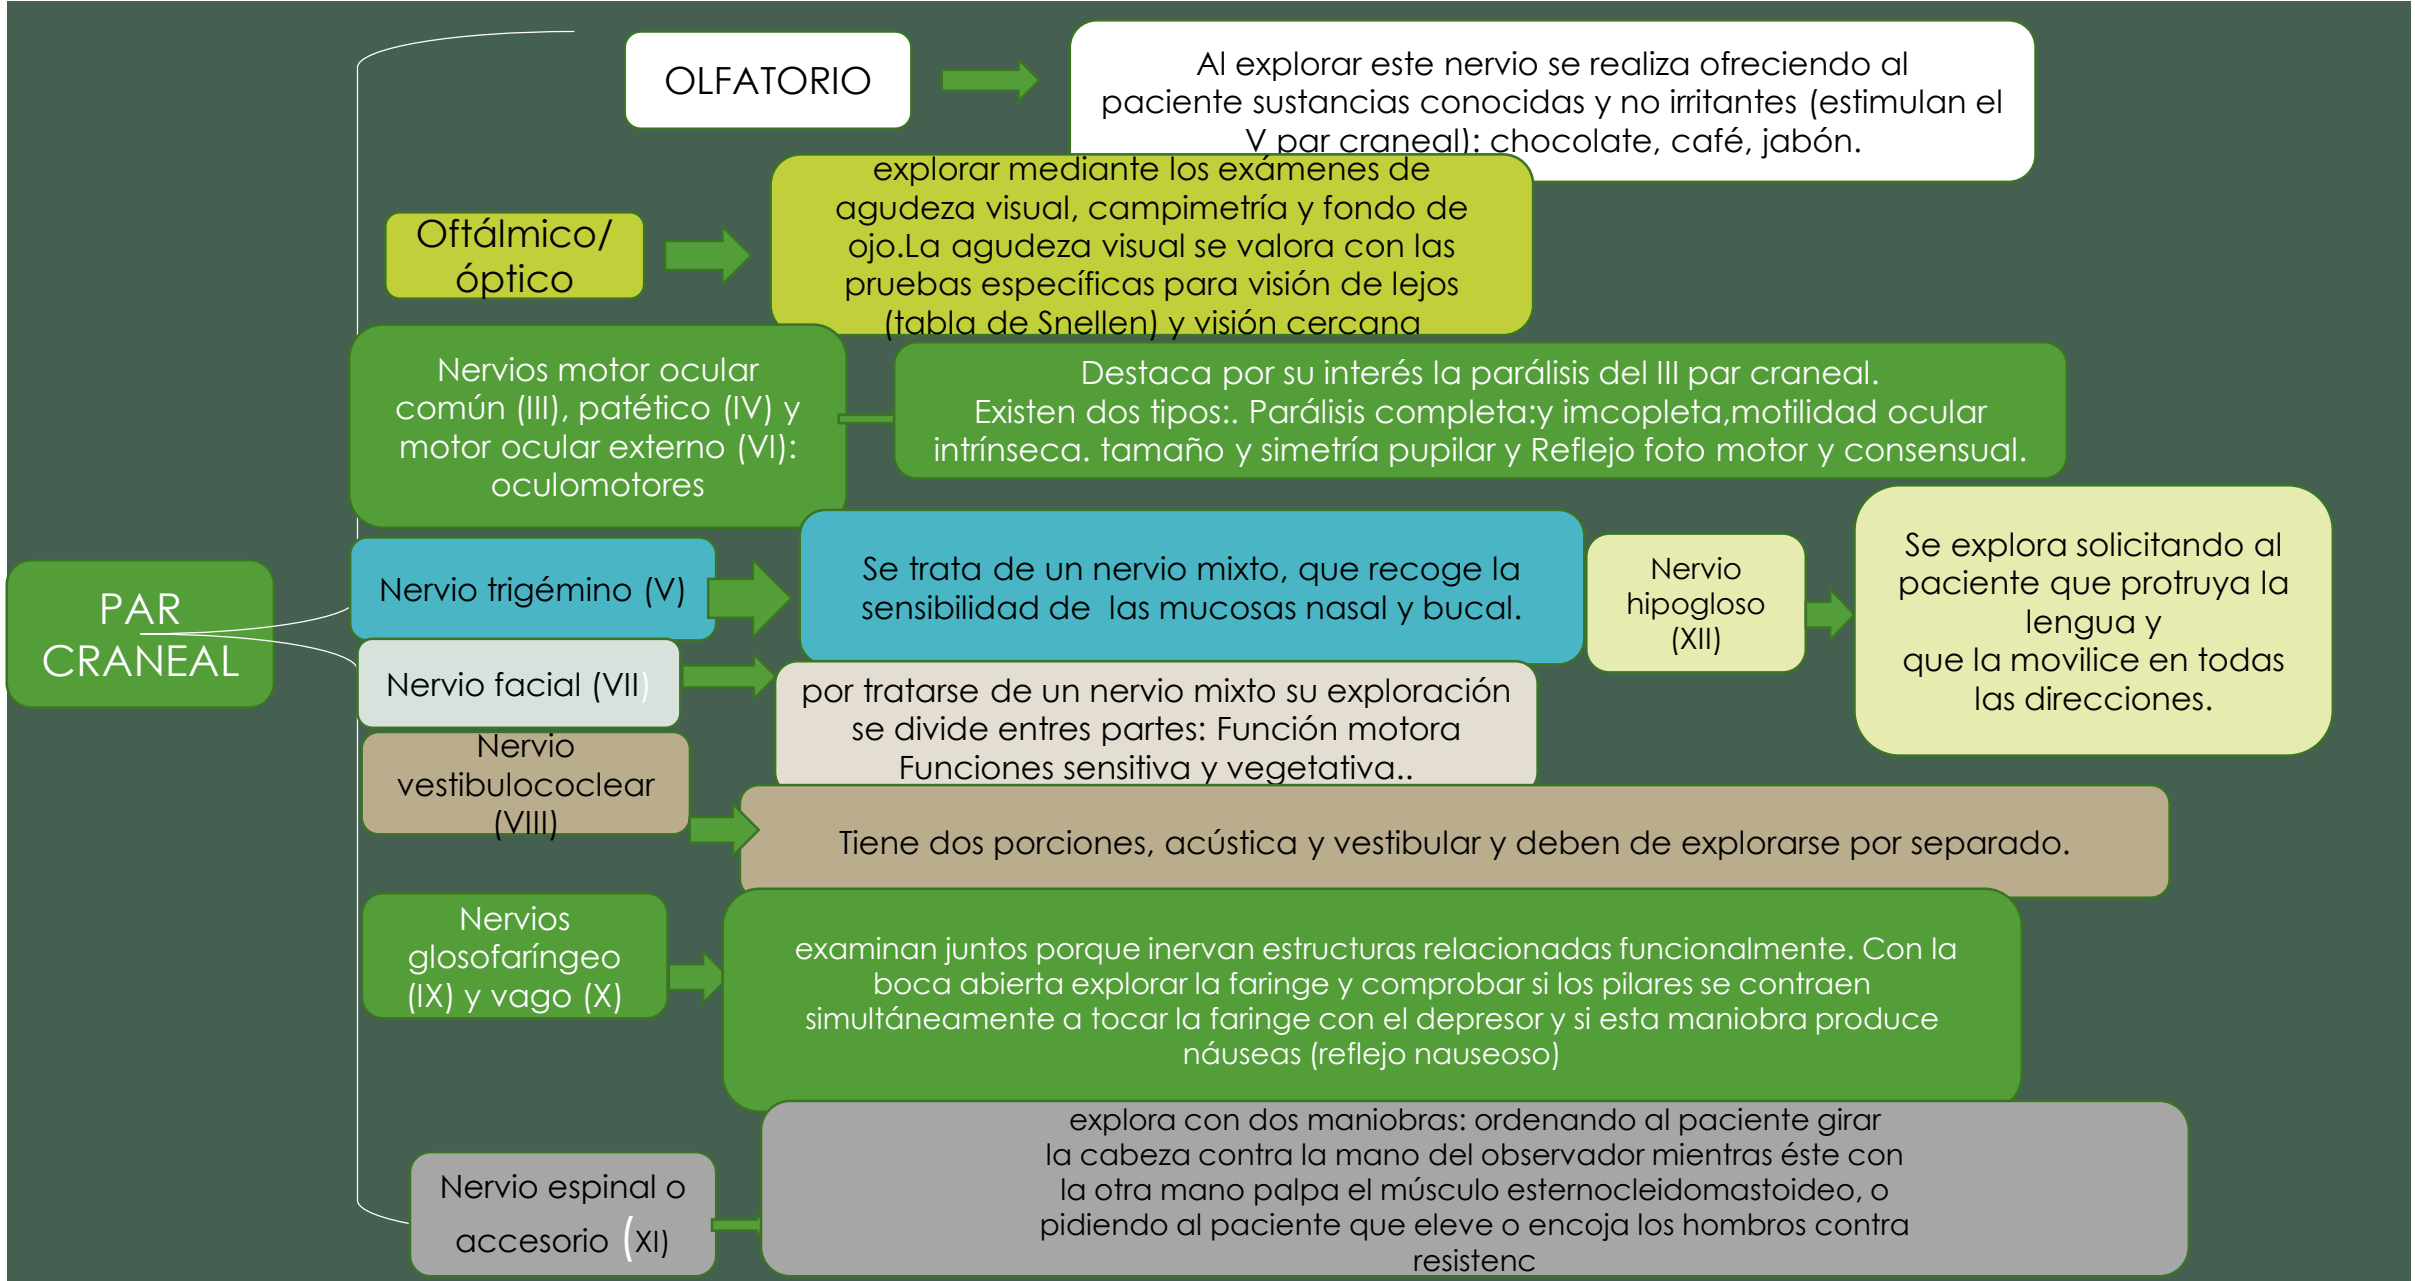 OLFATORIO
Al explorar este nervio se realiza ofreciendo al
paciente sustancias conocidas y no irritantes (estimulan el
V par craneal): chocolate, café, jabón.
Oftálmico/
óptico
explorar mediante los exámenes de
agudeza visual, campimetría y fondo de
ojo.La agudeza visual se valora con las
pruebas específicas para visión de lejos
(tabla de Snellen) y visión cercana
Nervios motor ocular
común (III), patético (IV) y
motor ocular externo (VI):
oculomotores
Destaca por su interés la parálisis del III par craneal.
Existen dos tipos:. Parálisis completa:y imcopleta,motilidad ocular
intrínseca. tamaño y simetría pupilar y Reflejo foto motor y consensual.
PAR
CRANEAL
Nervio trigémino (V)
Se trata de un nervio mixto, que recoge la
sensibilidad de las mucosas nasal y bucal.
Nervio
hipogloso
(XII)
Se explora solicitando al
paciente que protruya la
lengua y
que la movilice en todas
las direcciones.
Nervio facial (VII)
por tratarse de un nervio mixto su exploración
se divide entres partes: Función motora
Funciones sensitiva y vegetativa..
Nervio
vestibulococlear
(VIII)
Tiene dos porciones, acústica y vestibular y deben de explorarse por separado.
Nervios
glosofaríngeo
(IX) y vago (X)
examinan juntos porque inervan estructuras relacionadas funcionalmente. Con la
boca abierta explorar la faringe y comprobar si los pilares se contraen
simultáneamente a tocar la faringe con el depresor y si esta maniobra produce
náuseas (reflejo nauseoso)
Nervio espinal o
accesorio (XI)
explora con dos maniobras: ordenando al paciente girar
la cabeza contra la mano del observador mientras éste con
la otra mano palpa el músculo esternocleidomastoideo, o
pidiendo al paciente que eleve o encoja los hombros contra
resistenc